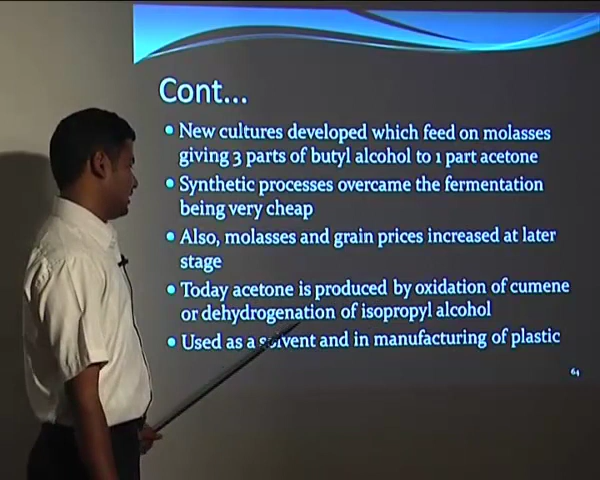 Cont...
• New cultures developed which feed on molasses
giving 3 parts of butyl alcohol to 1 part acetone
• Synthetic processes overcame the fermentation
being very cheap
• Also, molasses and grain prices increased at later
stage
• Today acetone is produced by oxidation of cumene
or dehydrogenation of isopropyl alcohol
• Used as a solvent and in manufacturing of plastic
64